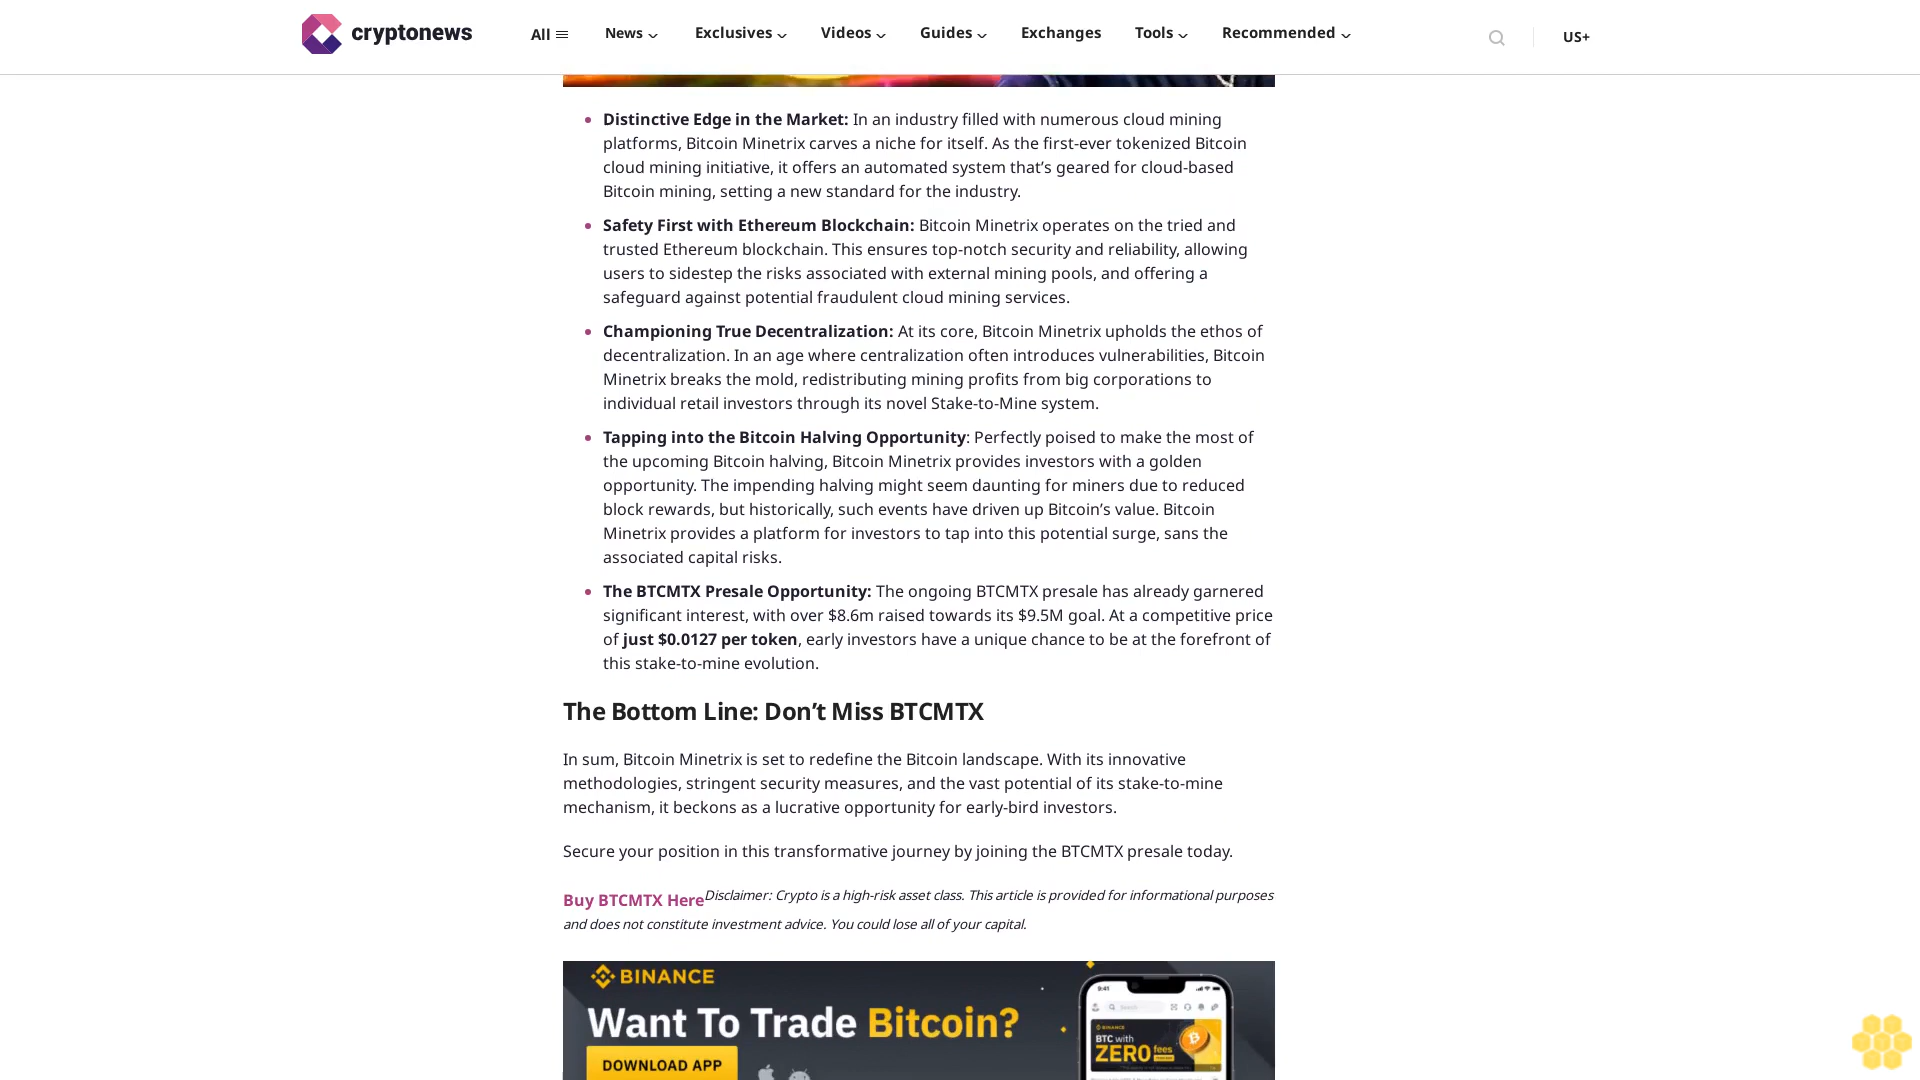 cryptonews
All
News
Exclusives
Videos
Guides
Exchanges
Tools
Recommended
US+
Distinctive Edge in the Market: In an industry filled with numerous cloud mining
platforms, Bitcoin Minetrix carves a niche for itself. As the first-ever tokenized Bitcoin
cloud mining initiative, it offers an automated system that’s geared for cloud-based
Bitcoin mining, setting a new standard for the industry.
Safety First with Ethereum Blockchain: Bitcoin Minetrix operates on the tried and
trusted Ethereum blockchain. This ensures top-notch security and reliability, allowing
users to sidestep the risks associated with external mining pools, and offering a
safeguard against potential fraudulent cloud mining services.
Championing True Decentralization: At its core, Bitcoin Minetrix upholds the ethos of
decentralization. In an age where centralization often introduces vulnerabilities, Bitcoin
Minetrix breaks the mold, redistributing mining profits from big corporations to
individual retail investors through its novel Stake-to-Mine system.
Tapping into the Bitcoin Halving Opportunity: Perfectly poised to make the most of
the upcoming Bitcoin halving, Bitcoin Minetrix provides investors with a golden
opportunity. The impending halving might seem daunting for miners due to reduced
block rewards, but historically, such events have driven up Bitcoin’s value. Bitcoin
Minetrix provides a platform for investors to tap into this potential surge, sans the
associated capital risks.
The BTCMTX Presale Opportunity: The ongoing BTCMTX presale has already garnered
significant interest, with over $8.6m raised towards its $9.5M goal. At a competitive price
of just $0.0127 per token, early investors have a unique chance to be at the forefront of
this stake-to-mine evolution.
The Bottom Line: Don’t Miss BTCMTX
In sum, Bitcoin Minetrix is set to redefine the Bitcoin landscape. With its innovative
methodologies, stringent security measures, and the vast potential of its stake-to-mine
mechanism, it beckons as a lucrative opportunity for early-bird investors.
Secure your position in this transformative journey by joining the BTCMTX presale today.
Buy BTCMTX Here Disclaimer: Crypto is a high-risk asset class. This article is provided for informational purposes
and does not constitute investment advice. You could lose all of your capital.
BINANCE
Want To Trade Bitcoin?
DOWNLOAD APP
9:41
Search
BINANCE
BTC with
ZERO fees